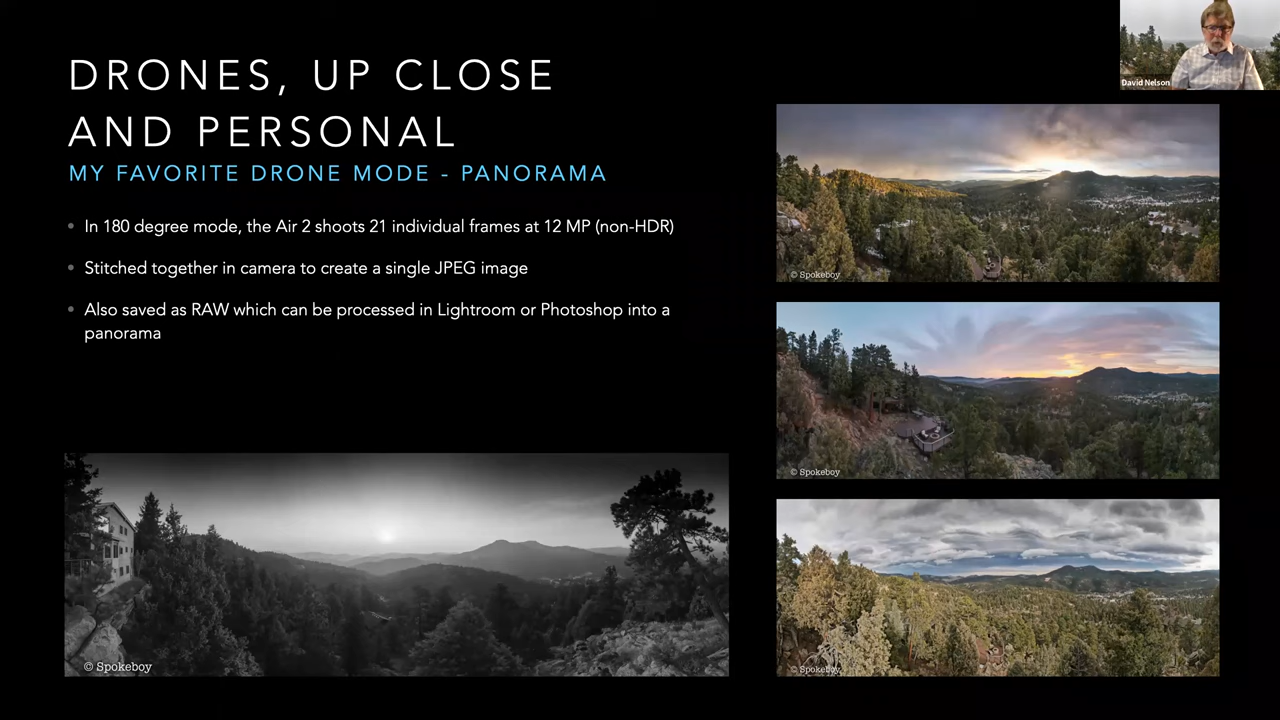 DRONES, UP CLOSE
AND PERSONAL
MY FAVORITE DRONE MODE - PANORAMA
In 180 degree mode, the Air 2 shoots 21 individual frames at 12 MP (non-HDR)
Stitched together in camera to create a single JPEG image
Also saved as RAW which can be processed in Lightroom or Photoshop into a
panorama
© Spokeboy
David Nelson
© Spokeboy
© Spokeboy
© Spokeboy